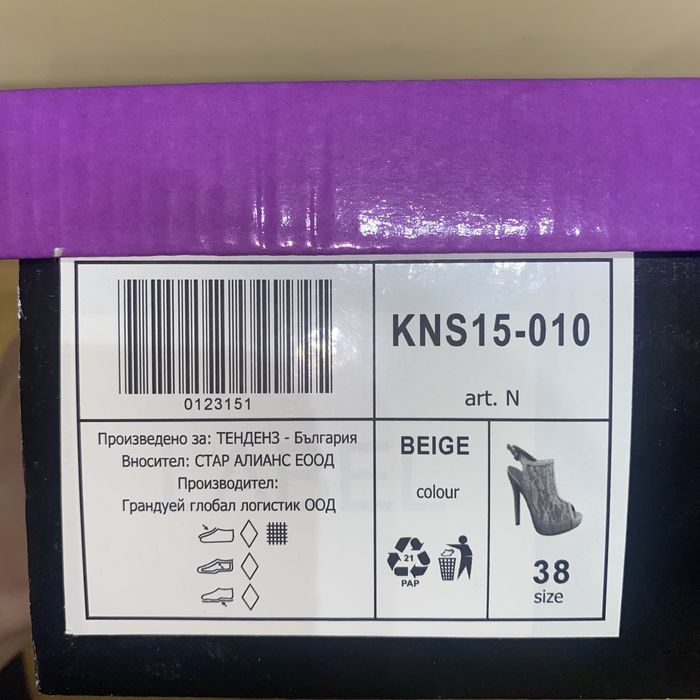 0123151
KNS15-010
art. N
Произведено за: ТЕНДЕНЗ - България
Вносител: СТАР АЛИАНС ЕООД
Производител:
Грандуей глобал логистик ООД
BEIGE
colour
21
PAP
38
size